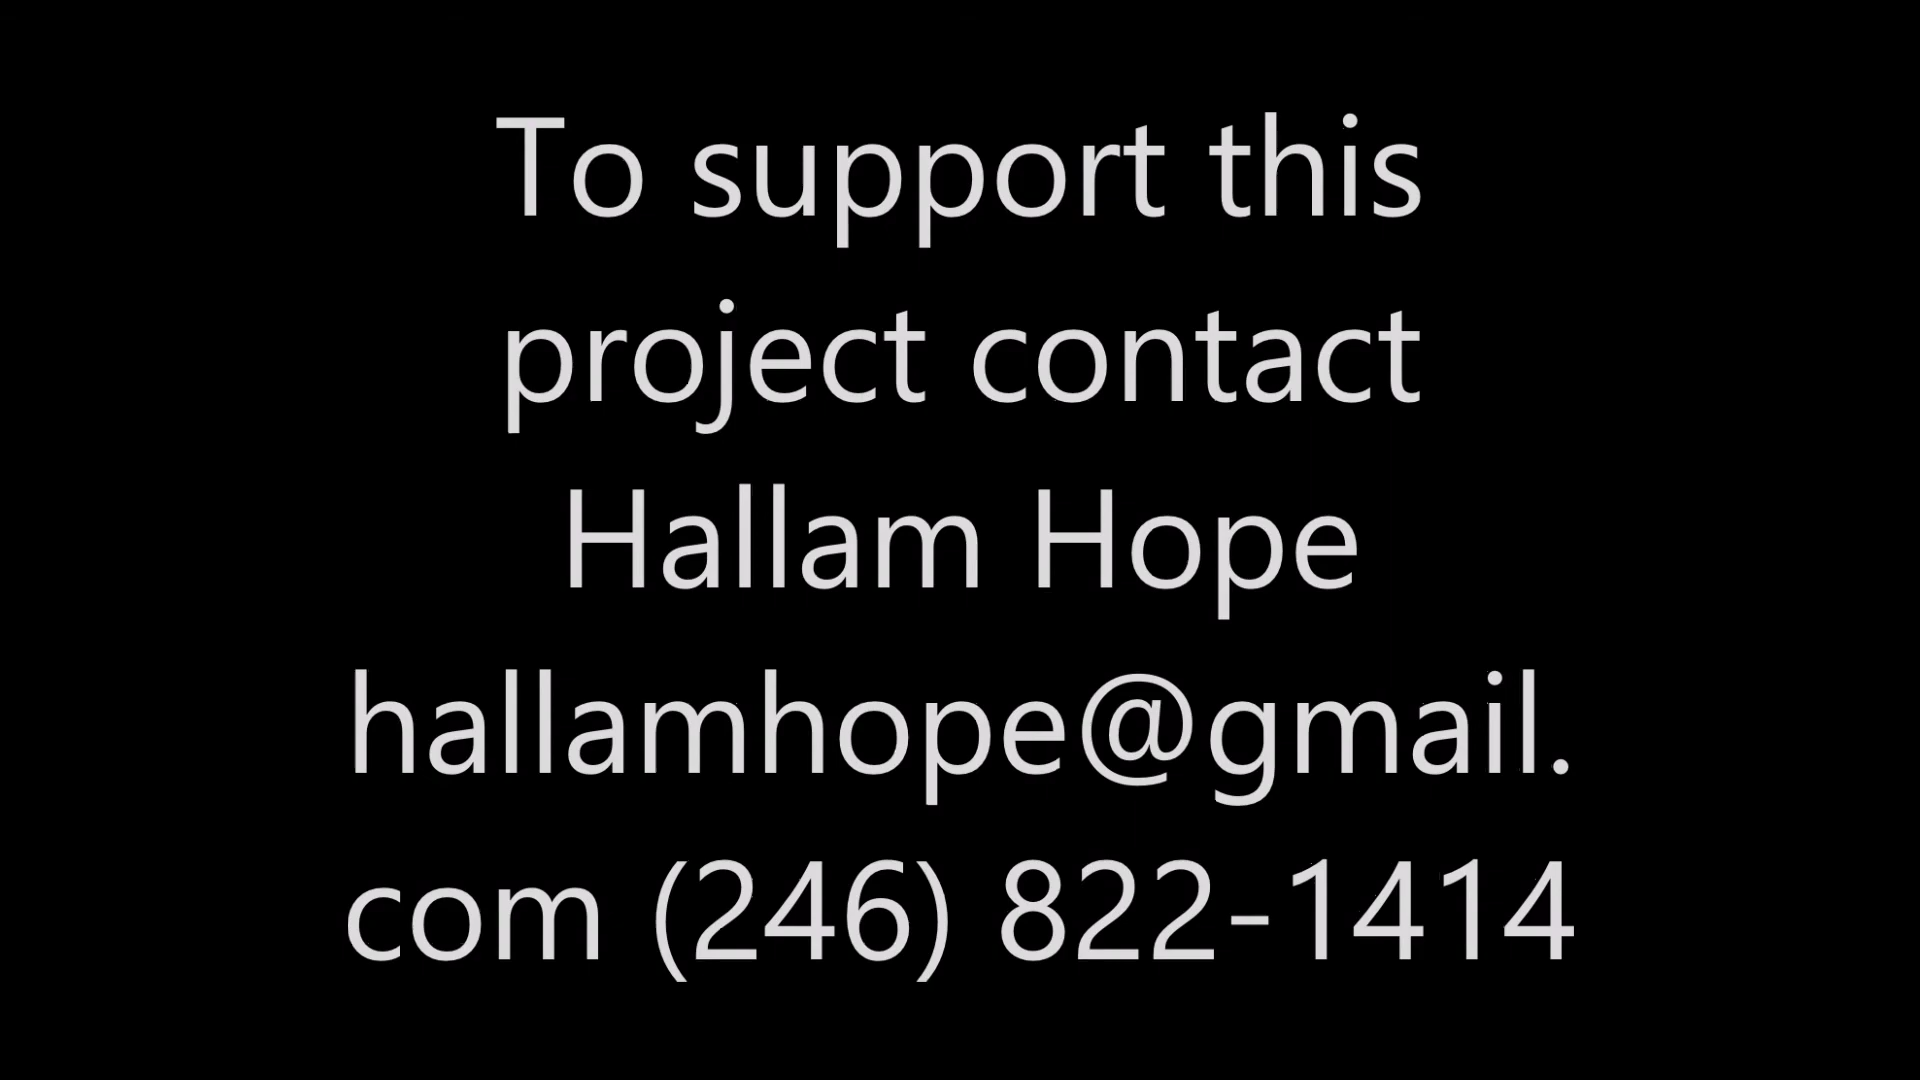 To support this
project contact
Hallam Hope
hallamhope@gmail.
com (246) 822-1414